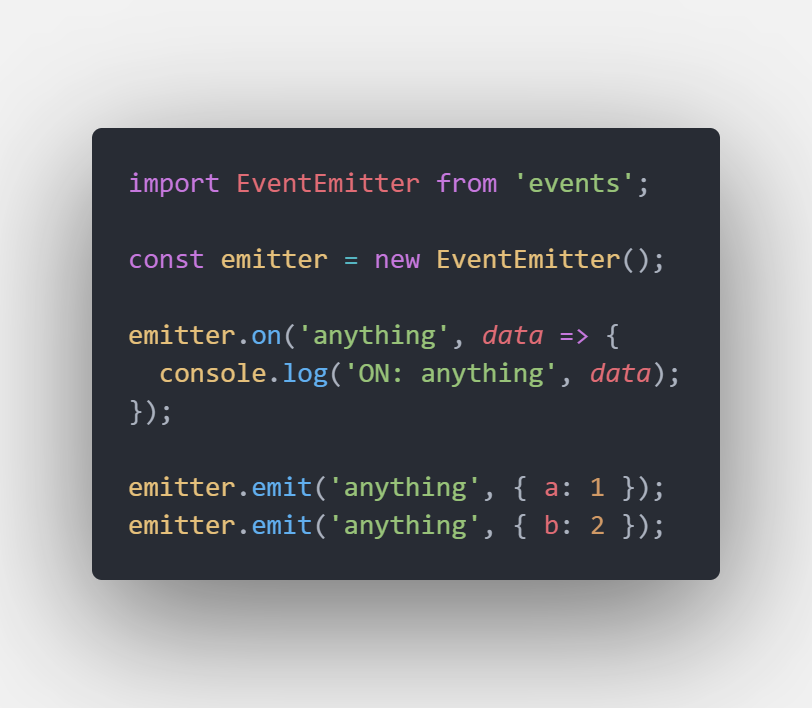 import EventEmitter from 'events';
const emitter = new EventEmitter();
emitter.on('anything', data => {
  console.log('ON: anything', data);
});
emitter.emit('anything', { a: 1 });
emitter.emit('anything', { b: 2 });